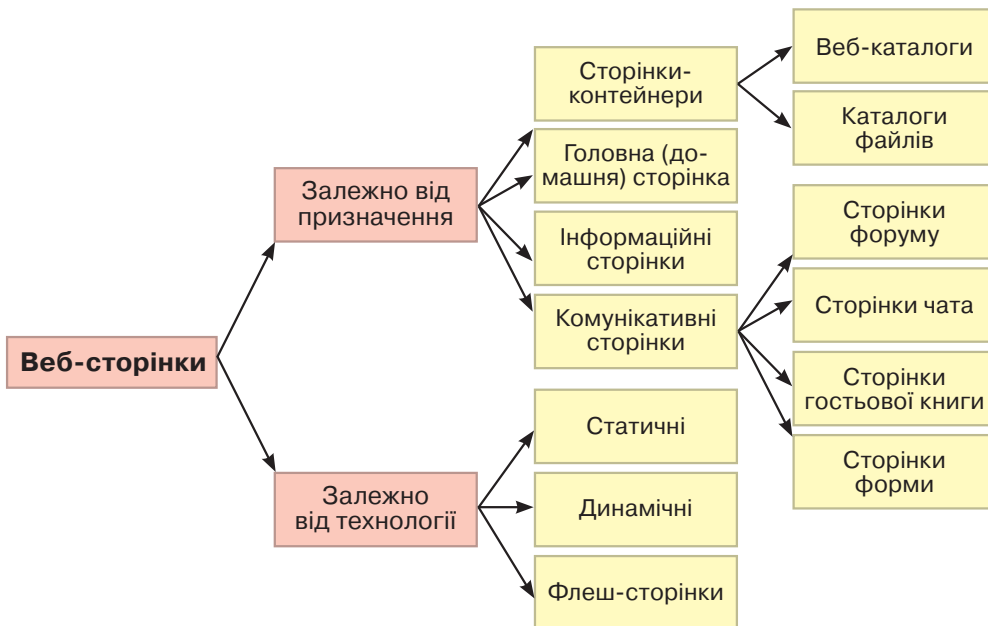 Веб-сторінки
Залежно від
призначення
Сторінки-
контейнери
Веб-каталоги
Каталоги
файлів
Головна (до-
машня) сторінка
Інформаційні
сторінки
Комунікативні
сторінки
Сторінки
форуму
Сторінки чата
Сторінки
гостьової книги
Сторінки
форми
Залежно
від технології
Статичні
Динамічні
Флеш-сторінки